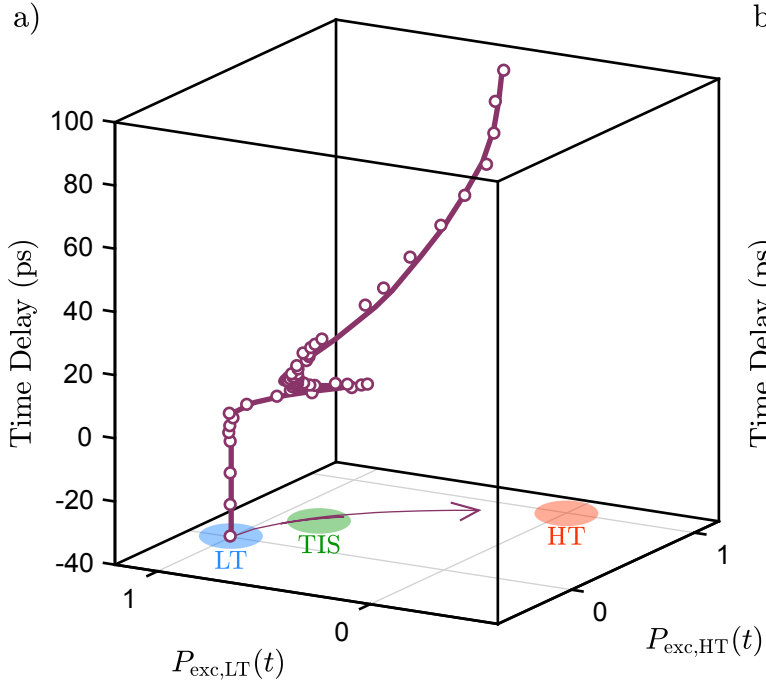 a)
b
100
80
60
40
20
0
-20
-40
Time Delay (ps)
Time Delay (ps)
LT
TIS
HT
1
0
0
1
P_exc,LT(t)
P_exc,HT(t)